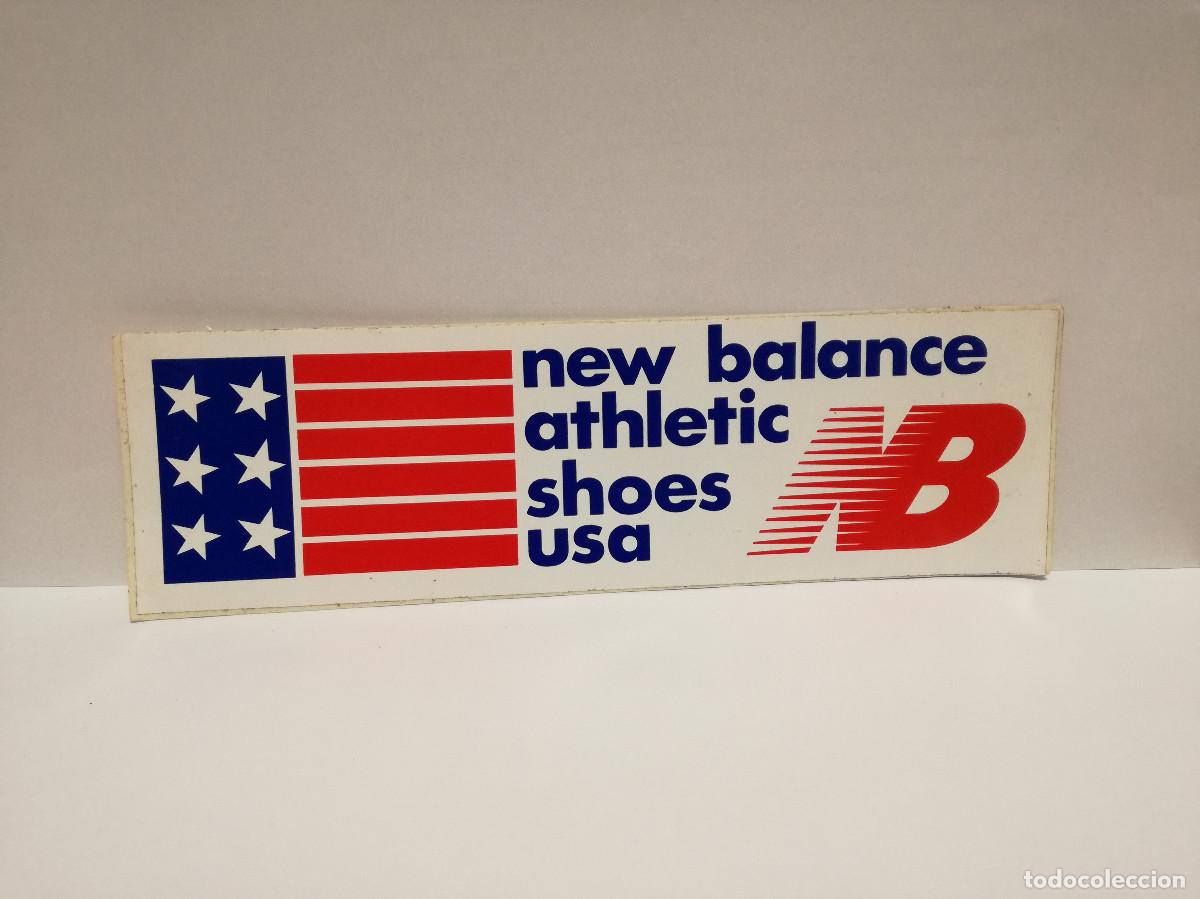 new balance
athletic
shoes
usa
NB
todocoleccion